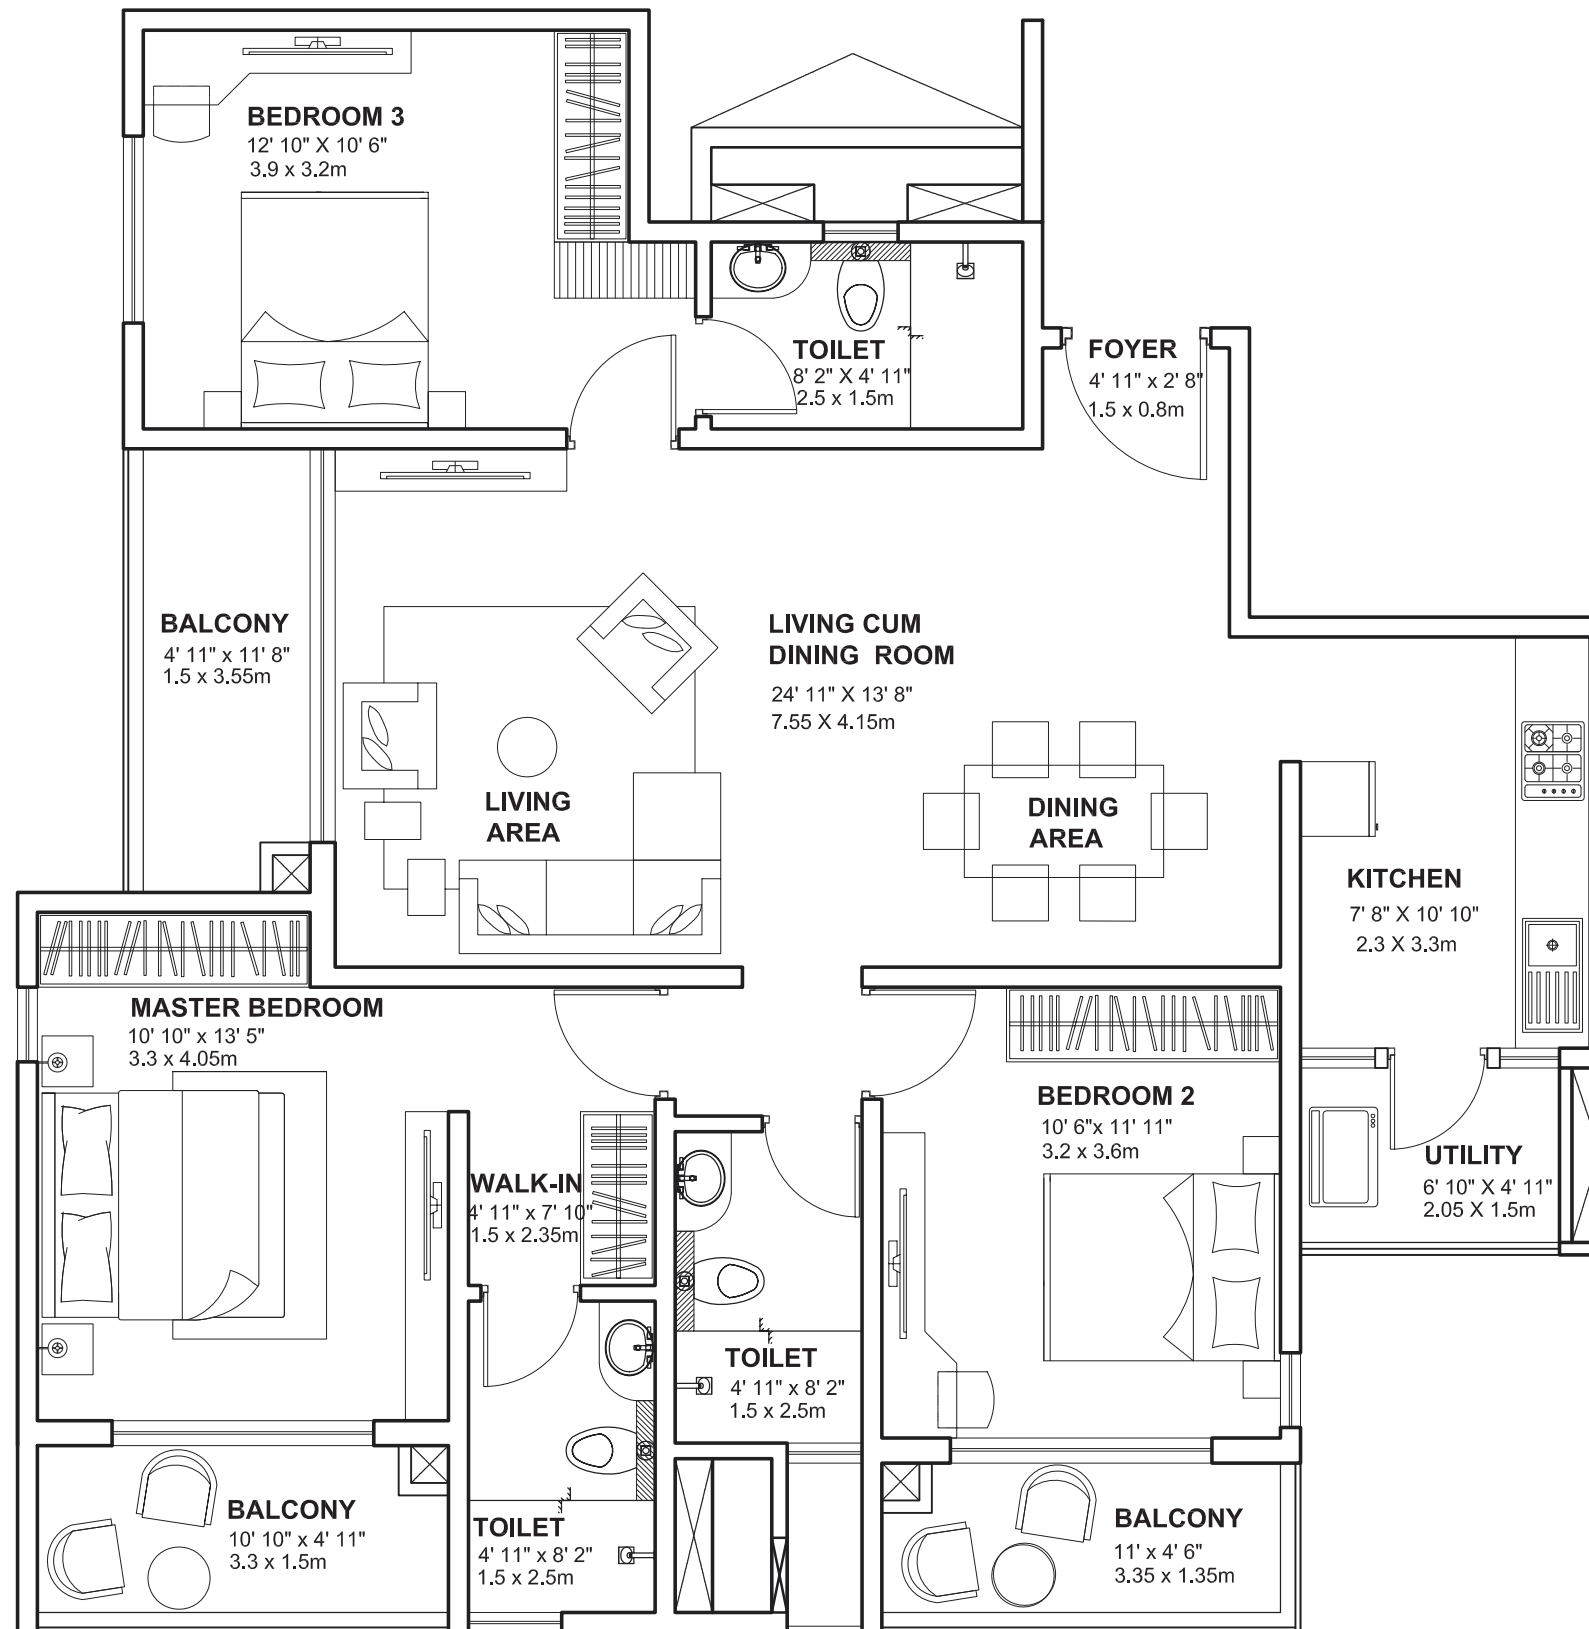 BEDROOM 3
12' 10" X 10' 6"
3.9 x 3.2m
TOILET
8' 2" X 4' 11"
2.5 x 1.5m
FOYER
4' 11" x 2' 8"
1.5 x 0.8m
BALCONY
4' 11" x 11' 8"
1.5 x 3.55m
LIVING CUM
DINING ROOM
24' 11" X 13' 8"
7.55 X 4.15m
LIVING
AREA
DINING
AREA
KITCHEN
7' 8" X 10' 10"
2.3 X 3.3m
MASTER BEDROOM
10' 10" x 13' 5"
3.3 x 4.05m
BEDROOM 2
10' 6"x 11' 11"
3.2 x 3.6m
WALK-IN
4' 11" x 7' 10"
1.5 x 2.35m
UTILITY
6' 10" X 4' 11"
2.05 X 1.5m
TOILET
4' 11" x 8' 2"
1.5 x 2.5m
BALCONY
10' 10" x 4' 11"
3.3 x 1.5m
TOILET
4' 11" x 8' 2"
1.5 x 2.5m
BALCONY
11' x 4' 6"
3.35 x 1.35m